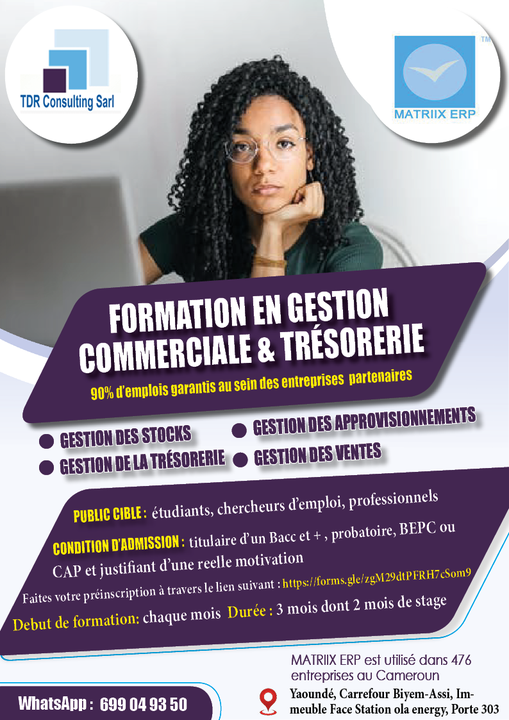 TDR Consulting Sarl
TM
MATRIIX ERP
FORMATION EN GESTION
COMMERCIALE & TRÉSORERIE
90% d'emplois garantis au sein des entreprises partenaires
GESTION DES STOCKS
GESTION DES APPROVISIONNEMENTS
GESTION DE LA TRÉSORERIE
GESTION DES VENTES
PUBLIC CIBLE : étudiants, chercheurs d'emploi, professionnels
CONDITION D'ADMISSION : titulaire d'un Bacc et + , probatoire, BEPC ou
CAP et justifiant d'une reelle motivation
Faites votre préinscription à travers le lien suivant : https://forms.gle/zgM29dtPFRH7cSom9
Debut de formation: chaque mois Durée : 3 mois dont 2 mois de stage
MATRIIX ERP est utilisé dans 476
entreprises au Cameroun
WhatsApp : 699 04 93 50
Yaoundé, Carrefour Biyem-Assi, Im-
meuble Face Station ola energy, Porte 303